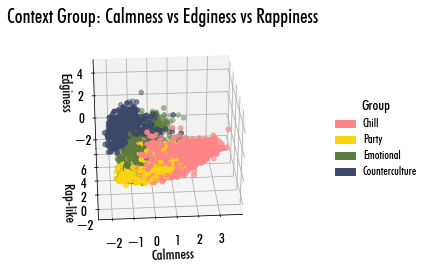 Context Group: Calmness vs Edginess vs Rappiness
Edginess
4
2
0
−2
Rap-like
6
4
2
0
−2
−2 −1 0 1 2 3
Calmness
Group
Chill
Party
Emotional
Counterculture